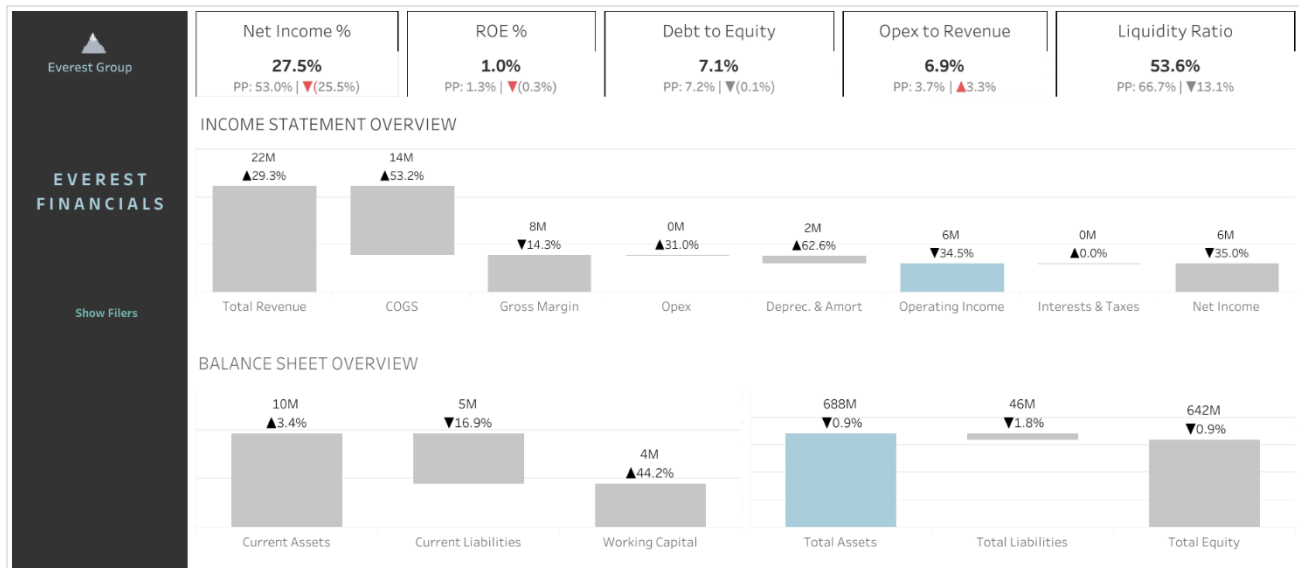 Everest Group
EVEREST
FINANCIALS
Show Filers
Net Income %
27.5%
PP: 53.0% | ▼(25.5%)
ROE %
1.0%
PP: 1.3% | ▼(0.3%)
Debt to Equity
7.1%
PP: 7.2% | ▼(0.1%)
Opex to Revenue
6.9%
PP: 3.7% | ▲3.3%
Liquidity Ratio
53.6%
PP: 66.7% | ▼13.1%
INCOME STATEMENT OVERVIEW
22M
▲29.3%
Total Revenue
14M
▲53.2%
COGS
8M
▼14.3%
Gross Margin
0M
▲31.0%
Opex
2M
▲62.6%
Deprec. & Amort
6M
▼34.5%
Operating Income
0M
▲0.0%
Interests & Taxes
6M
▼35.0%
Net Income
BALANCE SHEET OVERVIEW
10M
▲3.4%
Current Assets
5M
▼16.9%
Current Liabilities
4M
▲44.2%
Working Capital
688M
▼0.9%
Total Assets
46M
▼1.8%
Total Liabilities
642M
▼0.9%
Total Equity